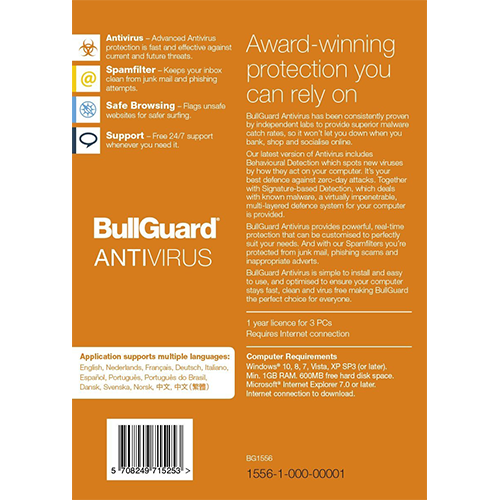 Antivirus – Advanced Antivirus
protection is fast and effective against
current and future threats.
Spamfilter – Keeps your inbox
clean from junk mail and phishing
attempts.
Safe Browsing – Flags unsafe
websites for safer surfing.
Support – Free 24/7 support
whenever you need it.
BullGuard®
ANTIVIRUS
Application supports multiple languages:
English, Nederlands, Français, Deutsch, Italiano,
Español, Português, Português do Brasil,
Dansk, Svenska, Norsk, 中文, 中文(繁體)
5 708249 715253 >
Award-winning
protection you
can rely on
BullGuard Antivirus has been consistently proven
by independent labs to provide superior malware
catch rates, so it won't let you down when you
bank, shop and socialise online.
Our latest version of Antivirus includes
Behavioural Detection which spots new viruses
by how they act on your computer. It's your
best defence against zero-day attacks. Together
with Signature-based Detection, which deals
with known malware, a virtually impenetrable,
multi-layered defence system for your computer
is provided.
BullGuard Antivirus provides powerful, real-time
protection that can be customised to perfectly
suit your needs. And with our Spamfilters you're
protected from junk mail, phishing scams and
inappropriate adverts.
BullGuard Antivirus is simple to install and easy
to use, and optimised to ensure your computer
stays fast, clean and virus free making BullGuard
the perfect choice for everyone.
1 year licence for 3 PCs
Requires Internet connection
Computer Requirements
Windows® 10, 8, 7, Vista, XP SP3 (or later).
Min. 1GB RAM. 600MB free hard disk space.
Microsoft® Internet Explorer 7.0 or later.
Internet connection to download.
BG1556
1556-1-000-00001